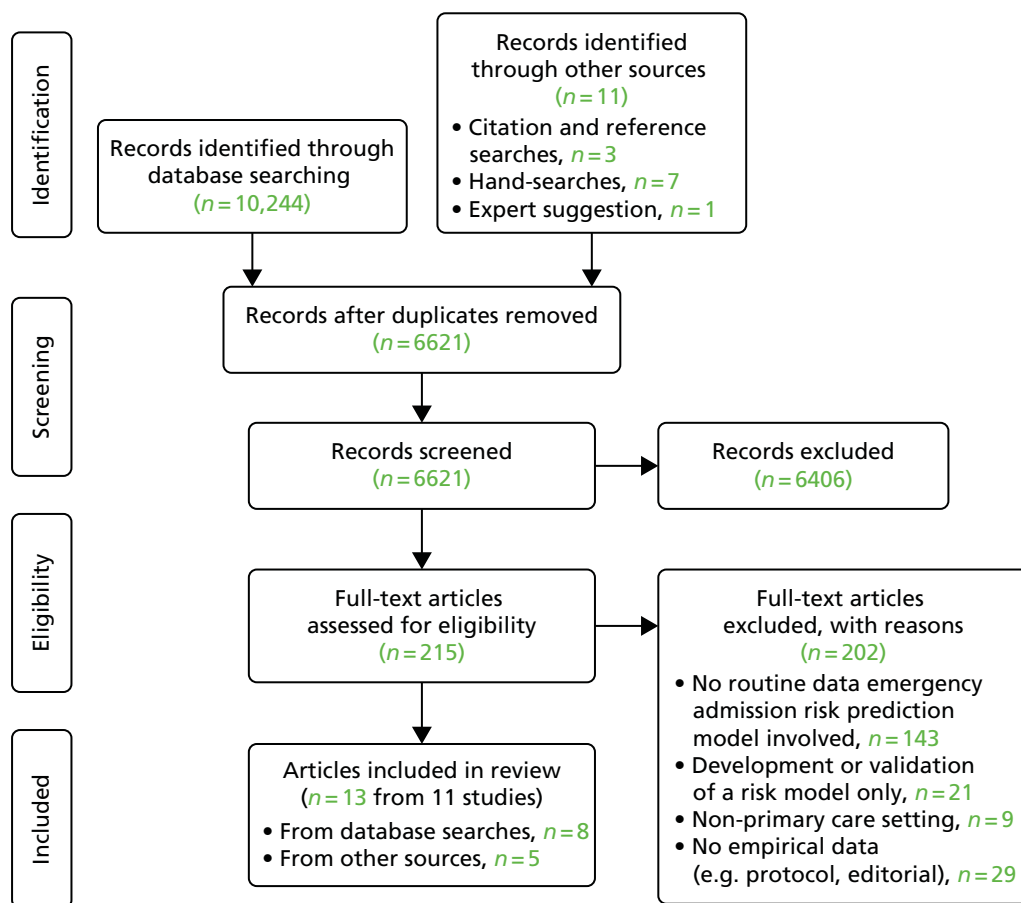 Identification
Records identified through
database searching
(n=10,244)
Records identified
through other sources
(n=11)
• Citation and reference
searches, n=3
• Hand-searches, n=7
• Expert suggestion, n=1
Screening
Records after duplicates removed
(n=6621)
Records screened
(n=6621)
Records excluded
(n=6406)
Eligibility
Full-text articles
assessed for eligibility
(n=215)
Full-text articles
excluded, with reasons
(n=202)
• No routine data emergency
admission risk prediction
model involved, n=143
• Development or validation
of a risk model only, n=21
• Non-primary care setting, n=9
• No empirical data
(e.g. protocol, editorial), n=29
Included
Articles included in review
(n=13 from 11 studies)
• From database searches, n=8
• From other sources, n=5